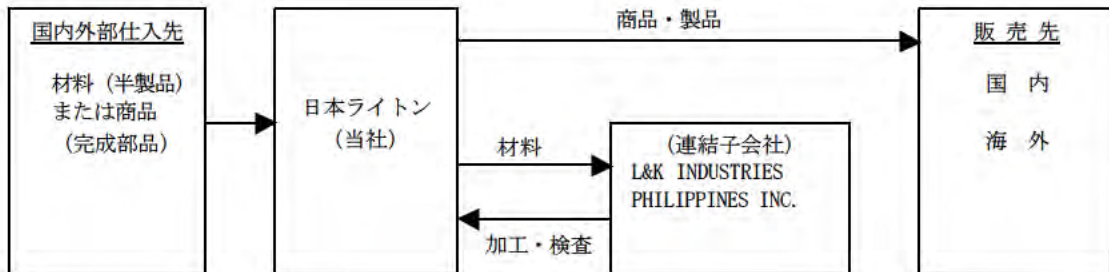 国内外部仕入先
材料（半製品）
または商品
（完成部品）
日本ライトン
（当社）
商品・製品
材料
加工・検査
（連結子会社）
L&K INDUSTRIES
PHILIPPINES INC.
販 売 先
国 内
海 外